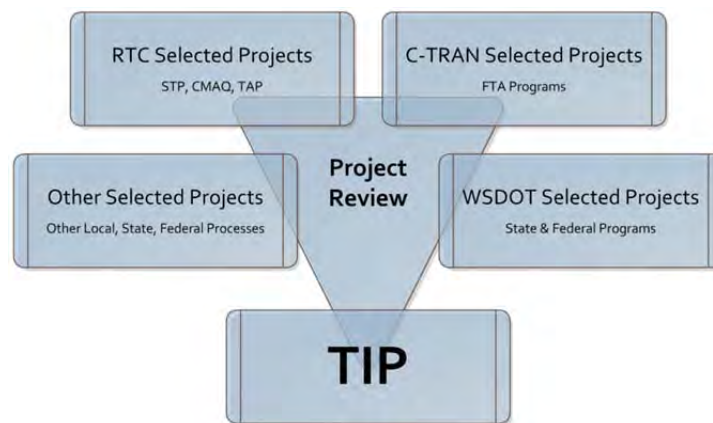 RTC Selected Projects
STP, CMAQ, TAP
C-TRAN Selected Projects
FTA Programs
Project
Review
Other Selected Projects
Other Local, State, Federal Processes
WSDOT Selected Projects
State & Federal Programs
TIP